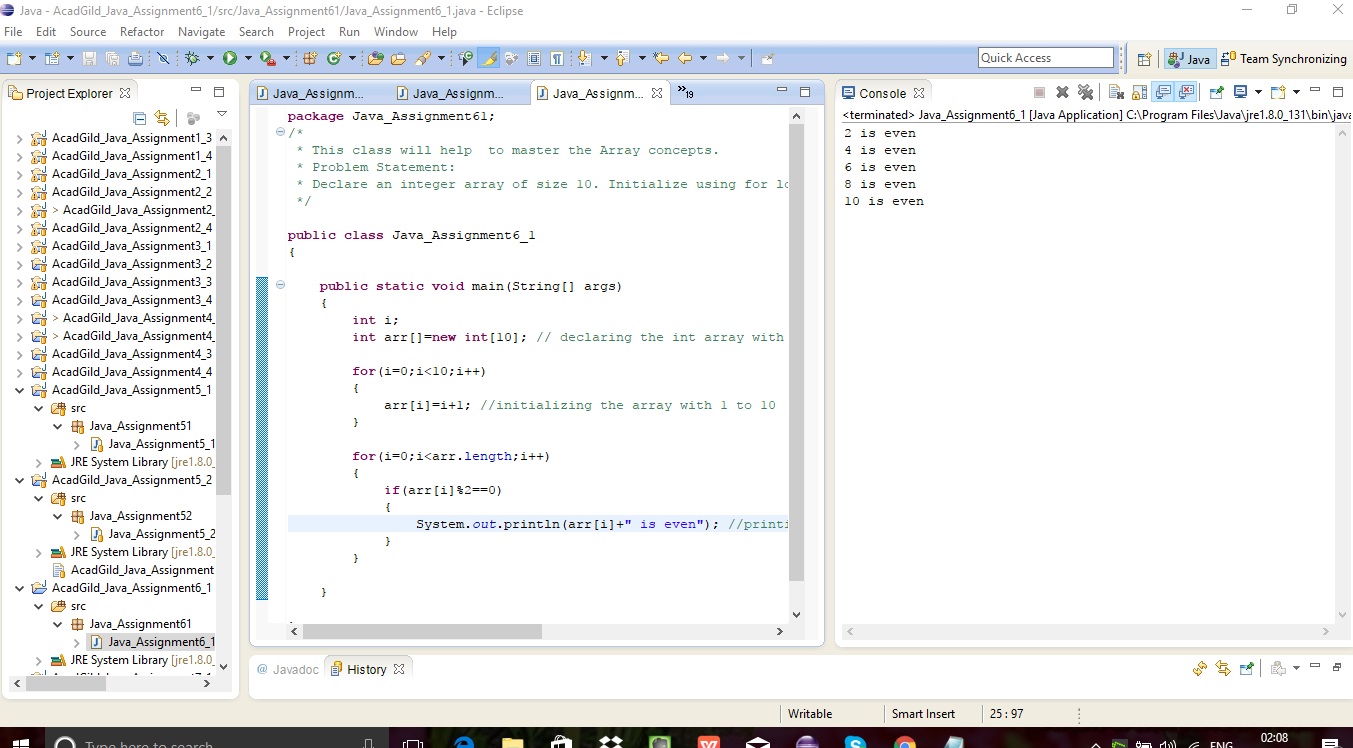 Java - AcadGild_Java_Assignment6_1/src/Java_Assignment61/Java_Assignment6_1.java - Eclipse
File Edit Source Refactor Navigate Search Project Run Window Help
Quick Access
Java
Team Synchronizing
Project Explorer
AcadGild_Java_Assignment1_3
AcadGild_Java_Assignment1_4
AcadGild_Java_Assignment2_1
AcadGild_Java_Assignment2_2
> AcadGild_Java_Assignment2_
AcadGild_Java_Assignment2_4
AcadGild_Java_Assignment3_1
AcadGild_Java_Assignment3_2
AcadGild_Java_Assignment3_3
AcadGild_Java_Assignment3_4
> AcadGild_Java_Assignment4_
> AcadGild_Java_Assignment4_
AcadGild_Java_Assignment4_3
AcadGild_Java_Assignment4_4
AcadGild_Java_Assignment5_1
src
Java_Assignment51
Java_Assignment5_1
JRE System Library [jre1.8.0_
AcadGild_Java_Assignment5_2
src
Java_Assignment52
Java_Assignment5_2
JRE System Library [jre1.8.0_
AcadGild_Java_Assignment
AcadGild_Java_Assignment6_1
src
Java_Assignment61
Java_Assignment6_1
JRE System Library [jre1.8.0_
Java_Assignm... Java_Assignm... Java_Assignm... »19
package Java_Assignment61;
/*
* This class will help  to master the Array concepts.
* Problem Statement:
* Declare an integer array of size 10. Initialize using for lo
*/
public class Java_Assignment6_1
{
public static void main(String[] args)
{
int i;
int arr[]=new int[10]; // declaring the int array with
for(i=0;i<10;i++)
{
arr[i]=i+1; //initializing the array with 1 to 10
}
for(i=0;i<arr.length;i++)
{
if(arr[i]%2==0)
{
System.out.println(arr[i]+" is even"); //printi
}
}
}
Console
<terminated> Java_Assignment6_1 [Java Application] C:\Program Files\Java\jre1.8.0_131\bin\java
2 is even
4 is even
6 is even
8 is even
10 is even
@ Javadoc History
Writable Smart Insert 25 : 97
Type here to search
ENG
02:08